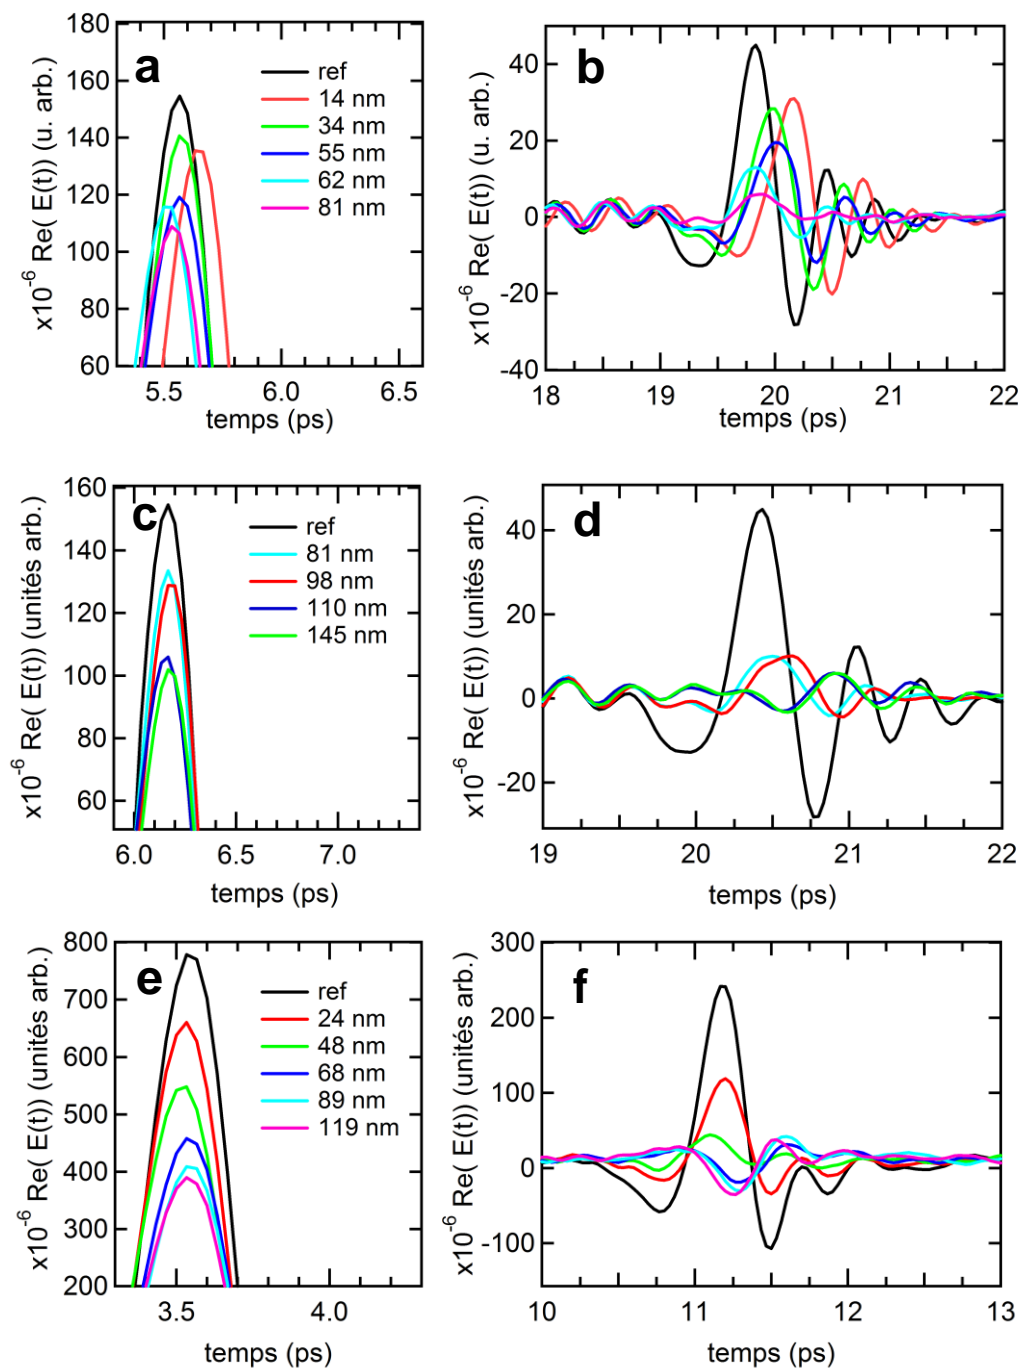 a
x10⁻⁶ Re( E(t)) (u. arb.)
180
160
140
120
100
80
60
5.5
6.0
6.5
temps (ps)
ref
14 nm
34 nm
55 nm
62 nm
81 nm
b
x10⁻⁶ Re( E(t)) (u. arb.)
40
20
0
-20
-40
18
19
20
21
22
temps (ps)
c
x10⁻⁶ Re( E(t)) (unités arb.)
160
140
120
100
80
60
6.0
6.5
7.0
temps (ps)
ref
81 nm
98 nm
110 nm
145 nm
d
x10⁻⁶ Re( E(t)) (unités arb.)
40
20
0
-20
19
20
21
22
temps (ps)
e
x10⁻⁶ Re( E(t)) (unités arb.)
800
700
600
500
400
300
200
3.5
4.0
temps (ps)
ref
24 nm
48 nm
68 nm
89 nm
119 nm
f
x10⁻⁶ Re( E(t)) (unités arb.)
300
200
100
0
-100
10
11
12
13
temps (ps)